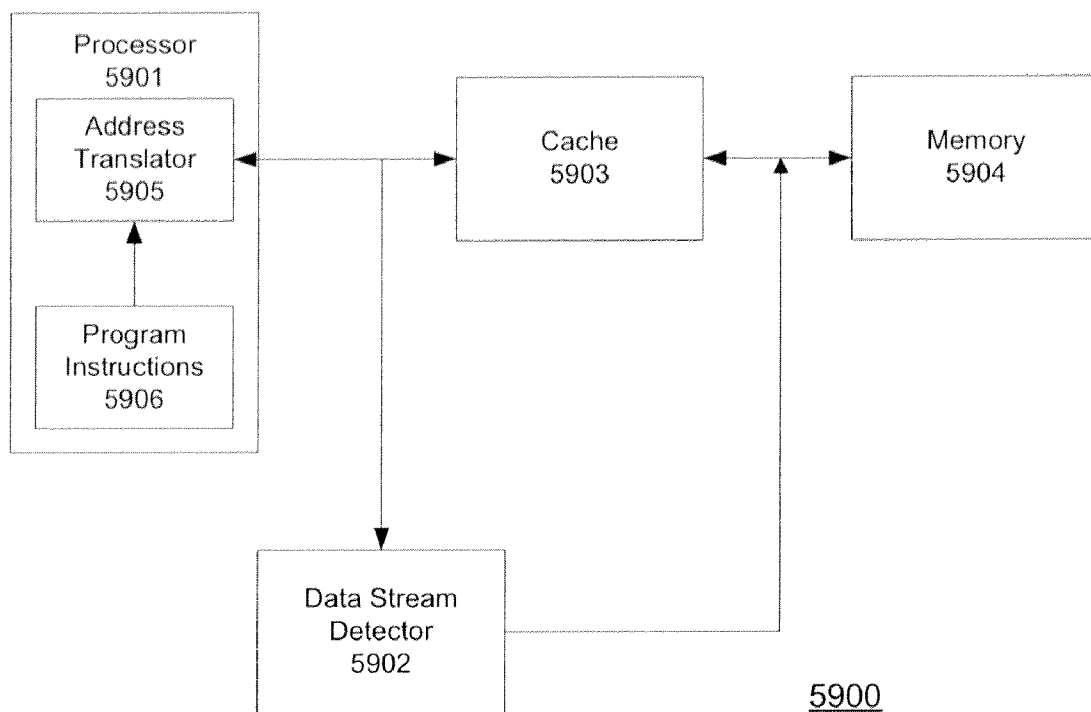 Processor
5901
Address
Translator
5905
Program
Instructions
5906
Cache
5903
Memory
5904
Data Stream
Detector
5902
5900